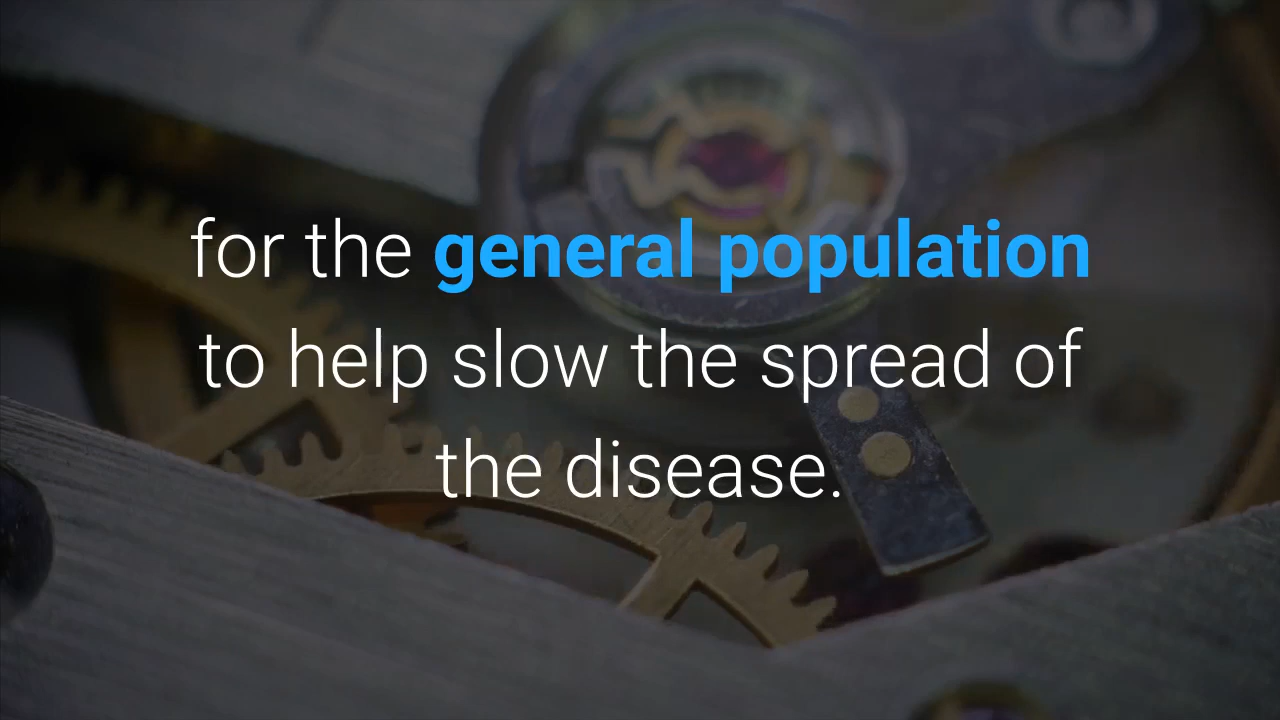 for the general population
to help slow the spread of
the disease.